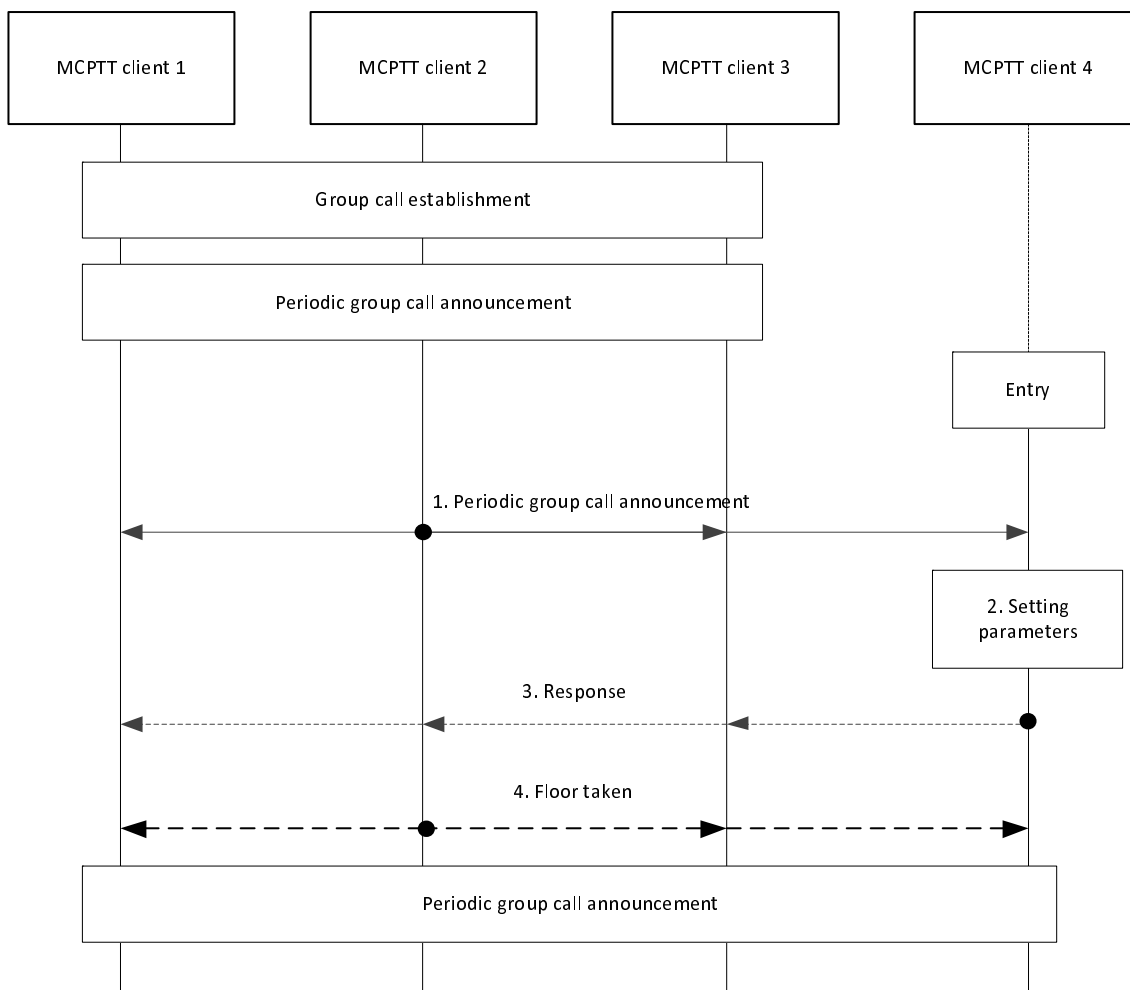 MCPTT client 1
MCPTT client 2
MCPTT client 3
MCPTT client 4
Group call establishment
Periodic group call announcement
Entry
1. Periodic group call announcement
2. Setting
parameters
3. Response
4. Floor taken
Periodic group call announcement